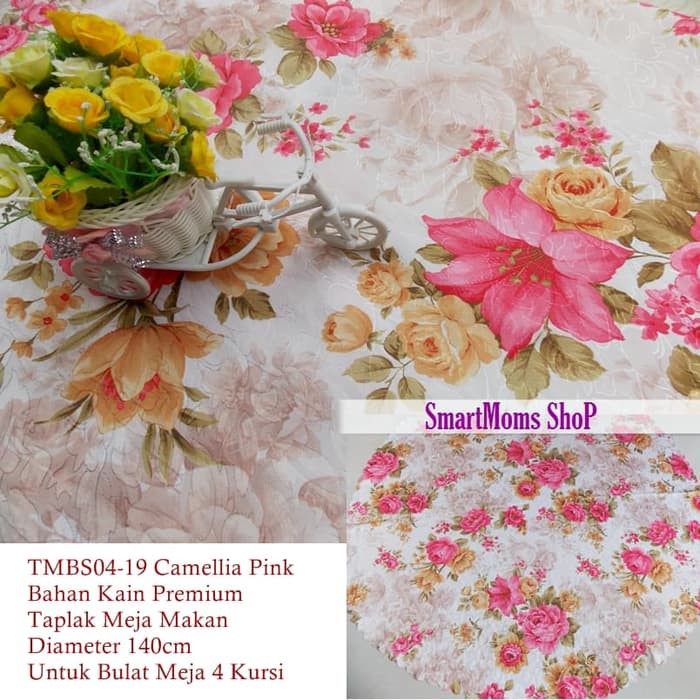 SmartMoms ShoP
TMBS04-19 Camellia Pink
Bahan Kain Premium
Taplak Meja Makan
Diameter 140cm
Untuk Bulat Meja 4 Kursi